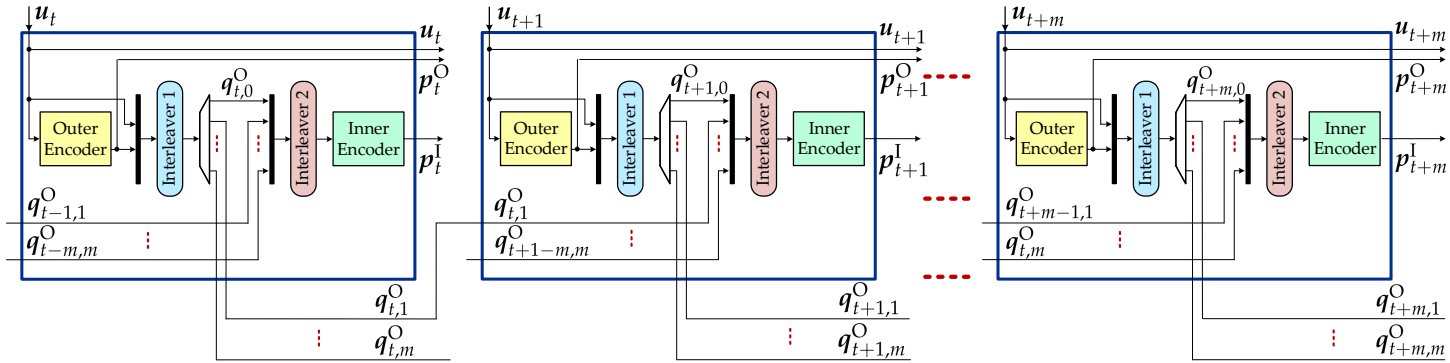 u_t
u_t
p_t^O
q_{t,0}^O
Interleaver 1
Interleaver 2
Outer
Encoder
Inner
Encoder
p_t^I
q_{t-1,1}^O
q_{t-m,m}^O
q_{t,1}^O
q_{t,m}^O
u_{t+1}
u_{t+1}
p_{t+1}^O
q_{t+1,0}^O
Interleaver 1
Interleaver 2
Outer
Encoder
Inner
Encoder
p_{t+1}^I
q_{t,1}^O
q_{t+1-m,m}^O
q_{t+1,1}^O
q_{t+1,m}^O
u_{t+m}
u_{t+m}
p_{t+m}^O
q_{t+m,0}^O
Interleaver 1
Interleaver 2
Outer
Encoder
Inner
Encoder
p_{t+m}^I
q_{t+m-1,1}^O
q_{t,m}^O
q_{t+m,1}^O
q_{t+m,m}^O